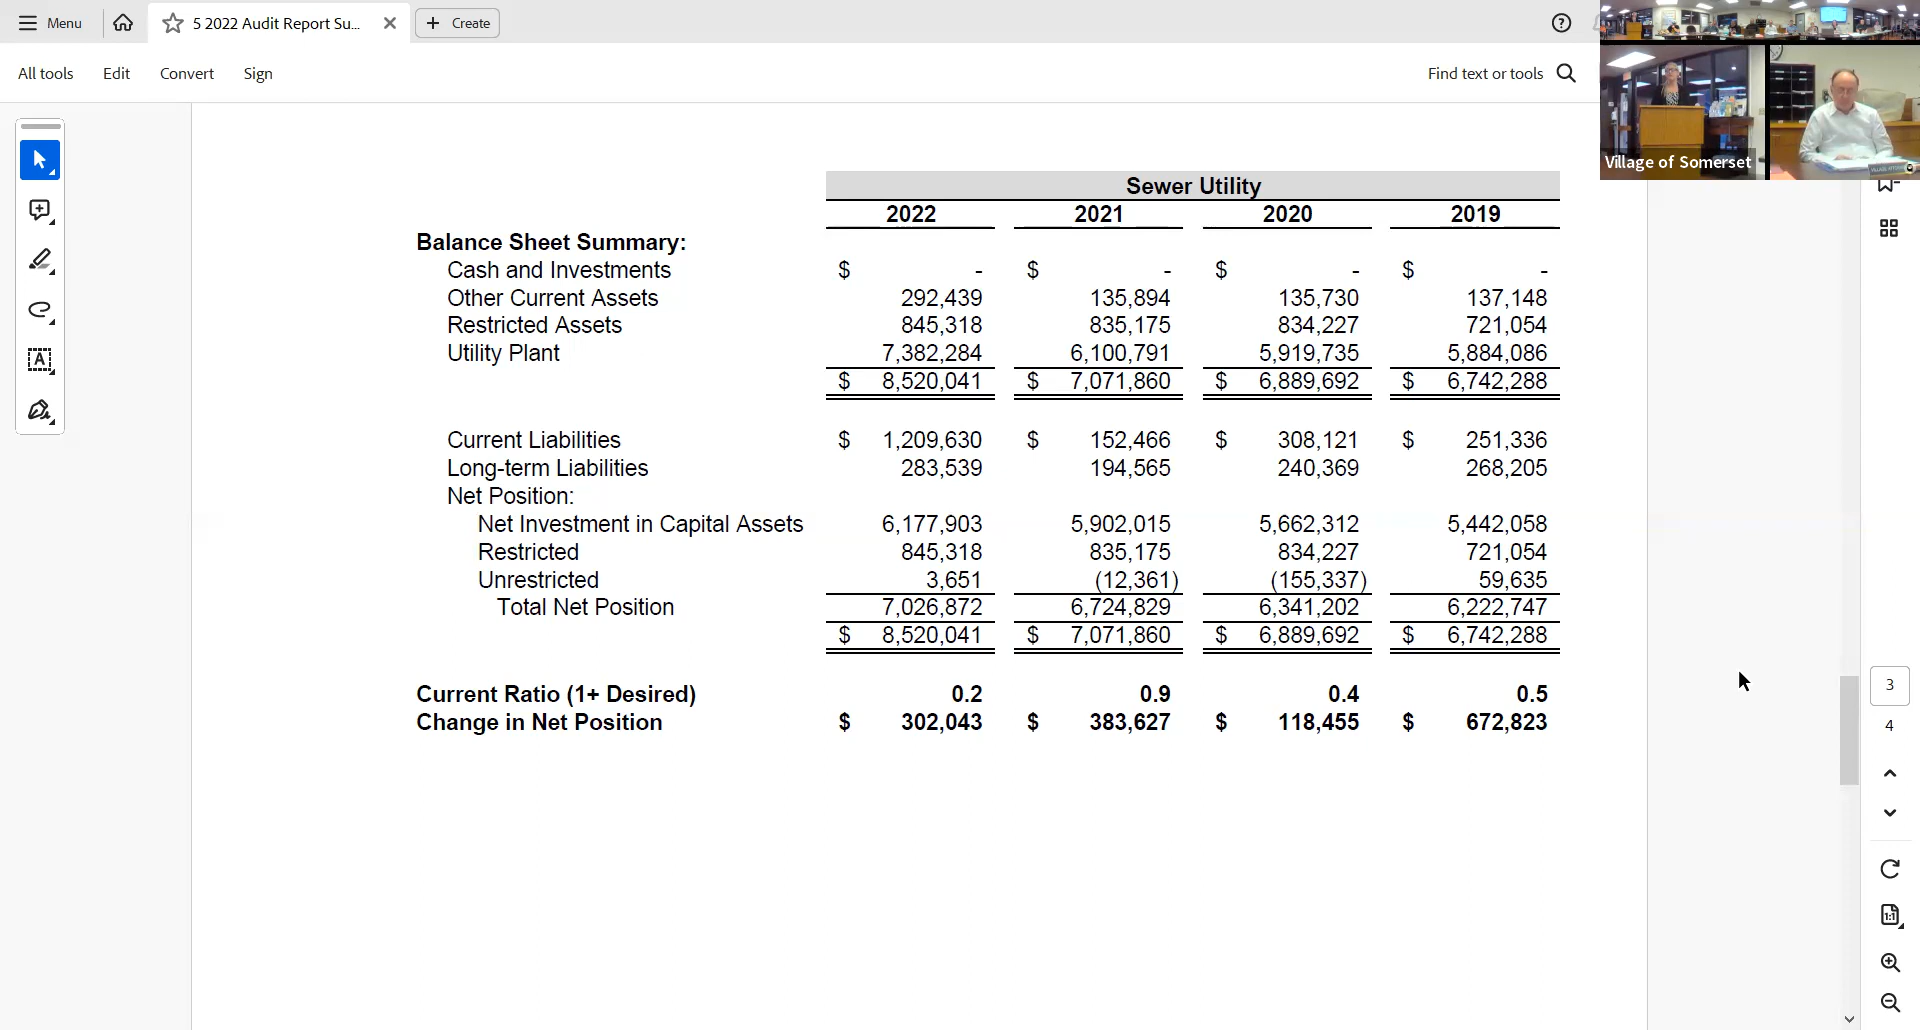 Menu
5 2022 Audit Report Su...
Create
All tools Edit Convert Sign
Find text or tools
Village of Somerset
Sewer Utility
2022 2021 2020 2019
Balance Sheet Summary:
Cash and Investments $ - $ - $ - $ -
Other Current Assets 292,439 135,894 135,730 137,148
Restricted Assets 845,318 835,175 834,227 721,054
Utility Plant 7,382,284 6,100,791 5,919,735 5,884,086
$ 8,520,041 $ 7,071,860 $ 6,889,692 $ 6,742,288
Current Liabilities $ 1,209,630 $ 152,466 $ 308,121 $ 251,336
Long-term Liabilities 283,539 194,565 240,369 268,205
Net Position:
Net Investment in Capital Assets 6,177,903 5,902,015 5,662,312 5,442,058
Restricted 845,318 835,175 834,227 721,054
Unrestricted 3,651 (12,361) (155,337) 59,635
Total Net Position 7,026,872 6,724,829 6,341,202 6,222,747
$ 8,520,041 $ 7,071,860 $ 6,889,692 $ 6,742,288
Current Ratio (1+ Desired) 0.2 0.9 0.4 0.5
Change in Net Position $ 302,043 $ 383,627 $ 118,455 $ 672,823
3
4